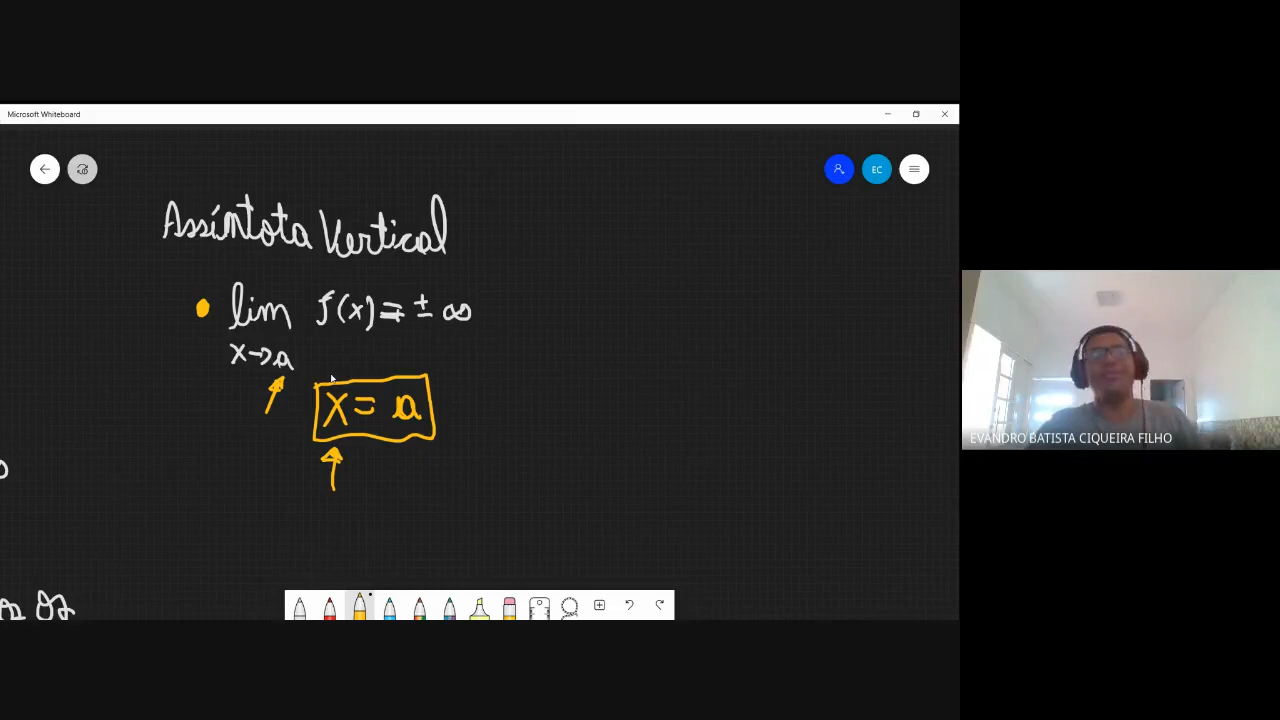 Microsoft Whiteboard
EC
Assíntota Vertical
lim f(x) = ± ∞
x→a
x = a
EVANDRO BATISTA CIQUEIRA FILHO